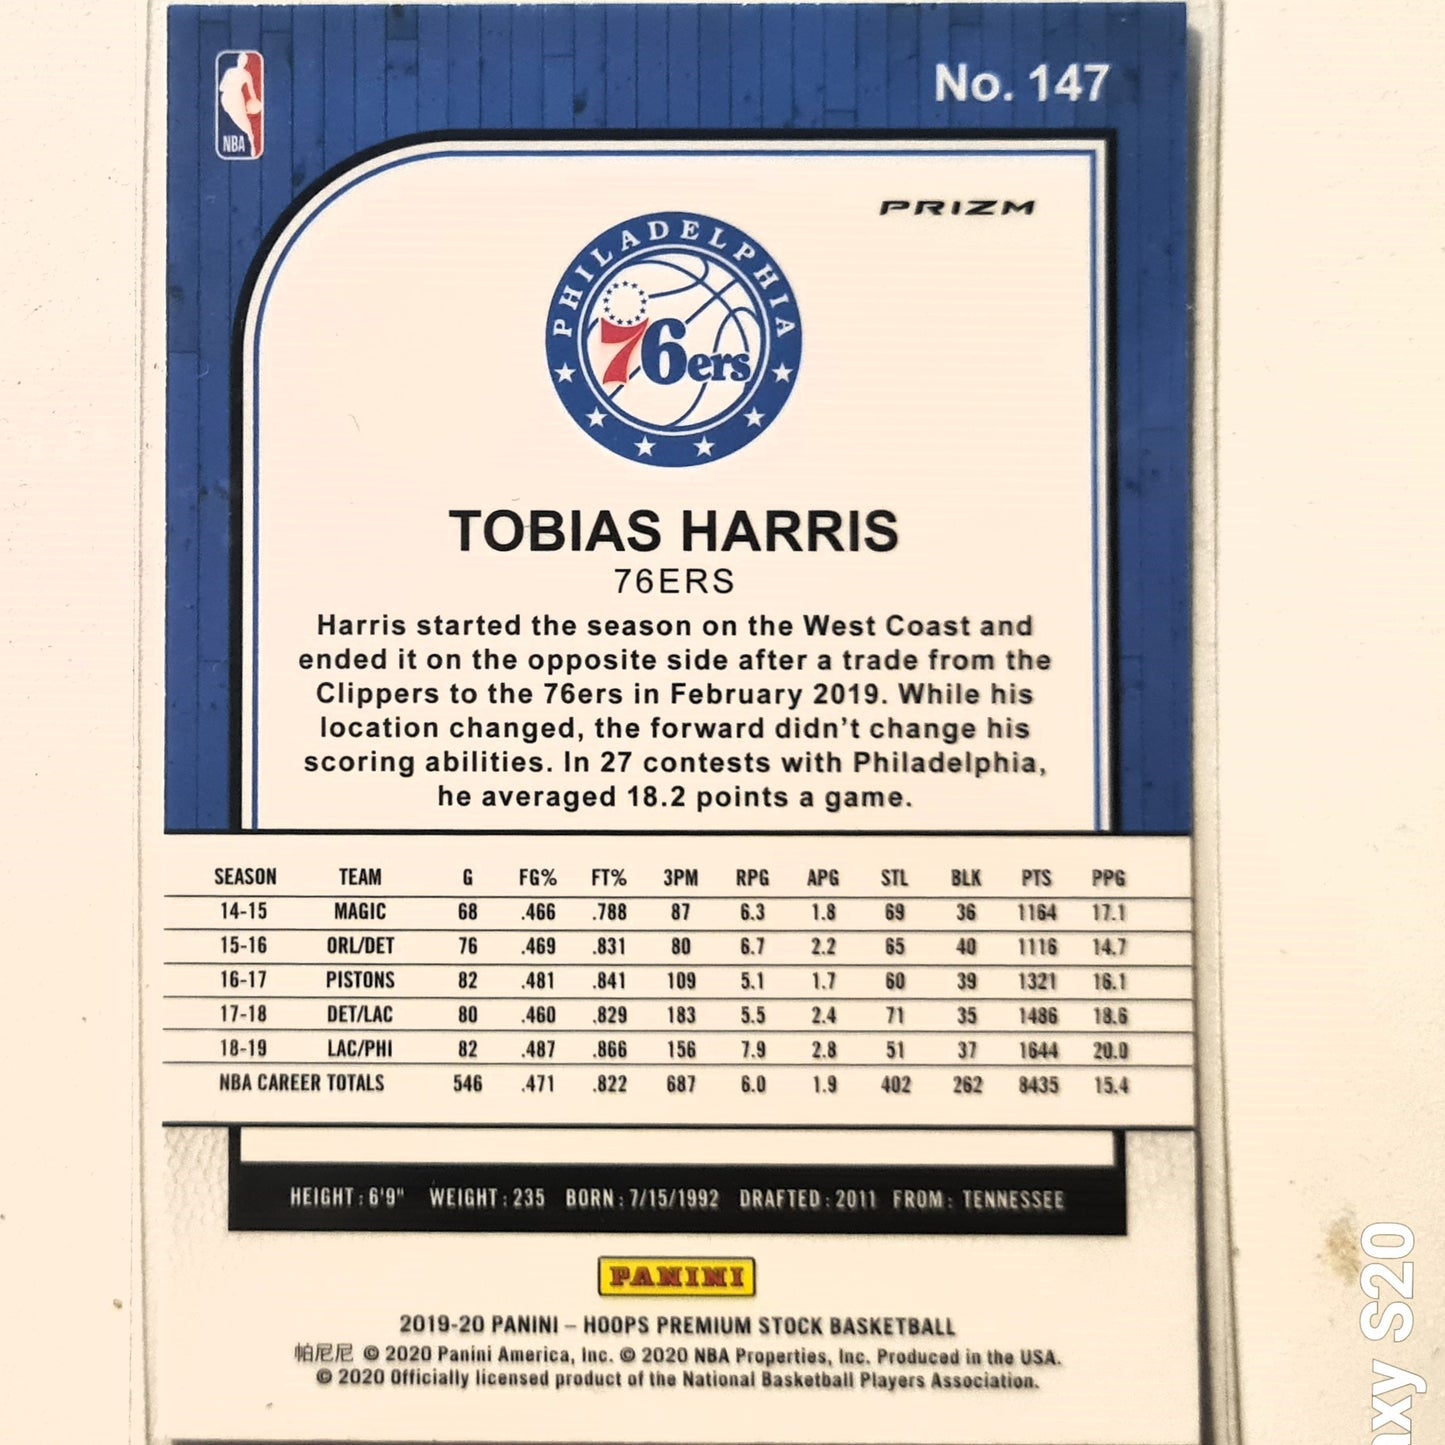 NBA
No. 147
PRIZM
PHILADELPHIA
76ers
TOBIAS HARRIS
76ERS
Harris started the season on the West Coast and
ended it on the opposite side after a trade from the
Clippers to the 76ers in February 2019. While his
location changed, the forward didn't change his
scoring abilities. In 27 contests with Philadelphia,
he averaged 18.2 points a game.
SEASON TEAM G FG% FT% 3PM RPG APG STL BLK PTS PPG
14-15 MAGIC 68 .466 .788 87 6.3 1.8 69 36 1164 17.1
15-16 ORL/DET 76 .469 .831 80 6.7 2.2 65 40 1116 14.7
16-17 PISTONS 82 .481 .841 109 5.1 1.7 60 39 1321 16.1
17-18 DET/LAC 80 .460 .829 183 5.5 2.4 71 35 1486 18.6
18-19 LAC/PHI 82 .487 .866 156 7.9 2.8 51 37 1644 20.0
NBA CAREER TOTALS 546 .471 .822 687 6.0 1.9 402 262 8435 15.4
HEIGHT: 6'9" WEIGHT: 235 BORN: 7/15/1992 DRAFTED: 2011 FROM: TENNESSEE
PANINI
2019-20 PANINI – HOOPS PREMIUM STOCK BASKETBALL
帕尼尼 © 2020 Panini America, Inc. © 2020 NBA Properties, Inc. Produced in the USA.
© 2020 Officially licensed product of the National Basketball Players Association.
axy S20